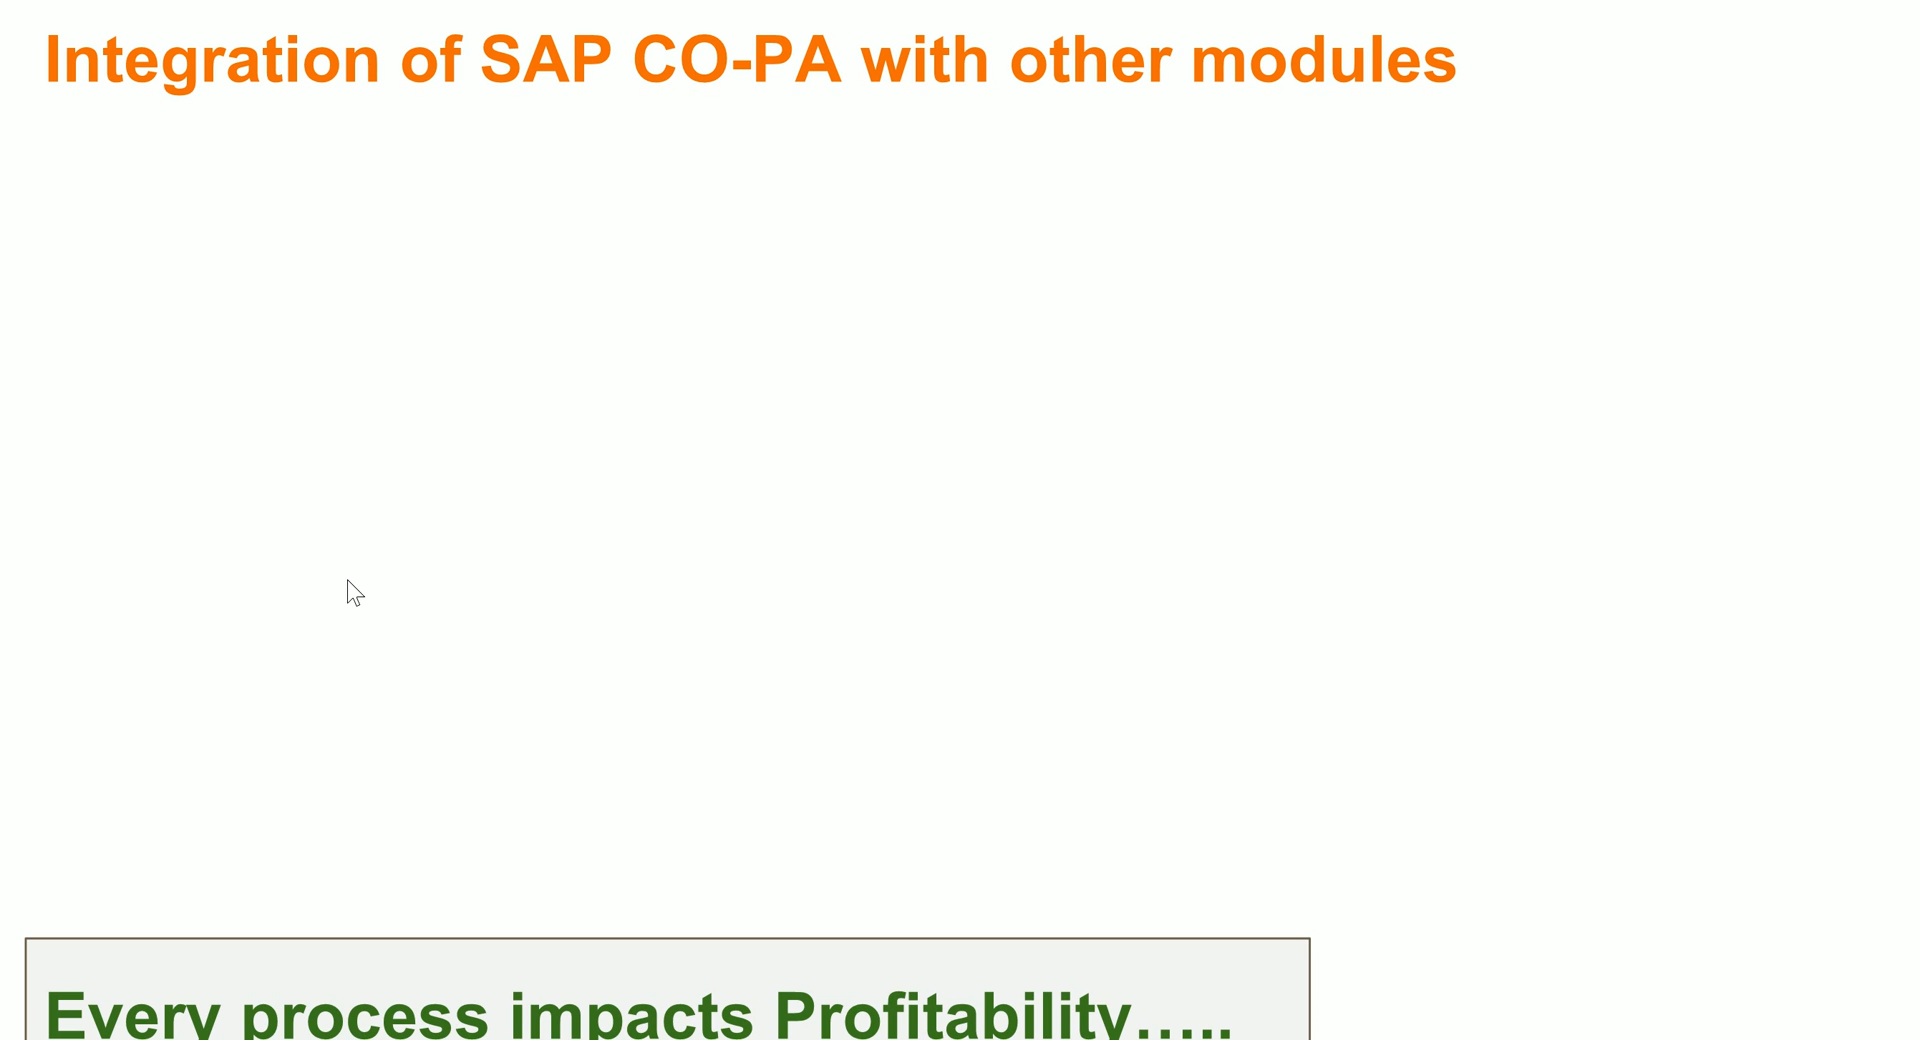 Integration of SAP CO-PA with other modules
Every process impacts Profitability…..